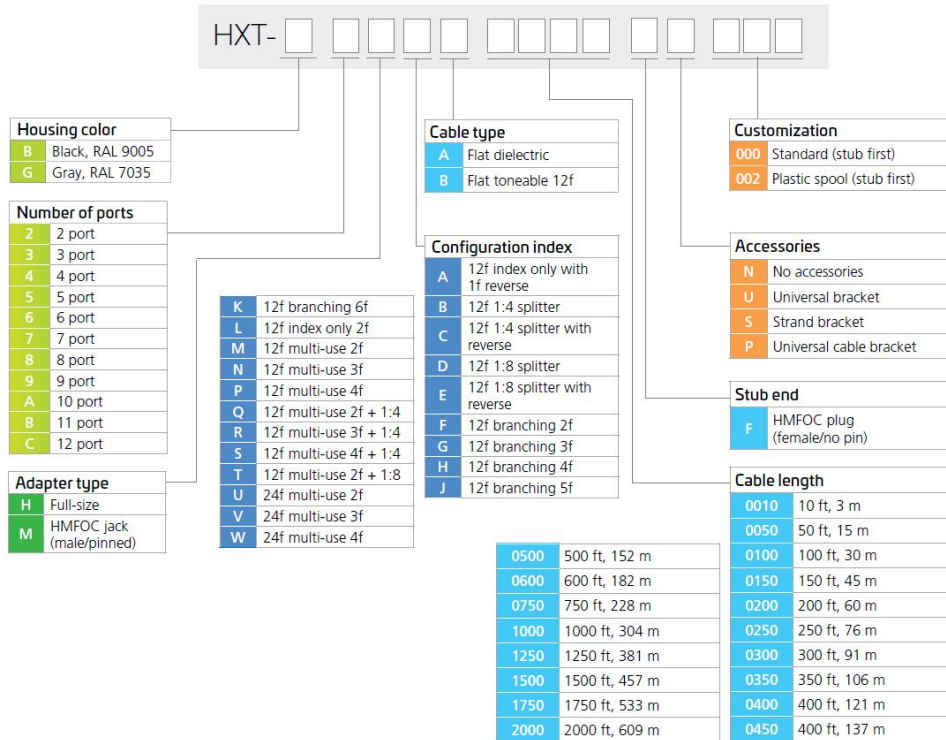 HXT-
Housing color
B Black, RAL 9005
G Gray, RAL 7035
Number of ports
2 2 port
3 3 port
4 4 port
5 5 port
6 6 port
7 7 port
8 8 port
9 9 port
A 10 port
B 11 port
C 12 port
Adapter type
H Full-size
M HMFOC jack
(male/pinned)
K 12f branching 6f
L 12f index only 2f
M 12f multi-use 2f
N 12f multi-use 3f
P 12f multi-use 4f
Q 12f multi-use 2f + 1:4
R 12f multi-use 3f + 1:4
S 12f multi-use 4f + 1:4
T 12f multi-use 2f + 1:8
U 24f multi-use 2f
V 24f multi-use 3f
W 24f multi-use 4f
Cable type
A Flat dielectric
B Flat toneable 12f
Configuration index
A 12f index only with
1f reverse
B 12f 1:4 splitter
C 12f 1:4 splitter with
reverse
D 12f 1:8 splitter
E 12f 1:8 splitter with
reverse
F 12f branching 2f
G 12f branching 3f
H 12f branching 4f
J 12f branching 5f
0500 500 ft, 152 m
0600 600 ft, 182 m
0750 750 ft, 228 m
1000 1000 ft, 304 m
1250 1250 ft, 381 m
1500 1500 ft, 457 m
1750 1750 ft, 533 m
2000 2000 ft, 609 m
Customization
000 Standard (stub first)
002 Plastic spool (stub first)
Accessories
N No accessories
U Universal bracket
S Strand bracket
P Universal cable bracket
Stub end
F HMFOC plug
(female/no pin)
Cable length
0010 10 ft, 3 m
0050 50 ft, 15 m
0100 100 ft, 30 m
0150 150 ft, 45 m
0200 200 ft, 60 m
0250 250 ft, 76 m
0300 300 ft, 91 m
0350 350 ft, 106 m
0400 400 ft, 121 m
0450 400 ft, 137 m